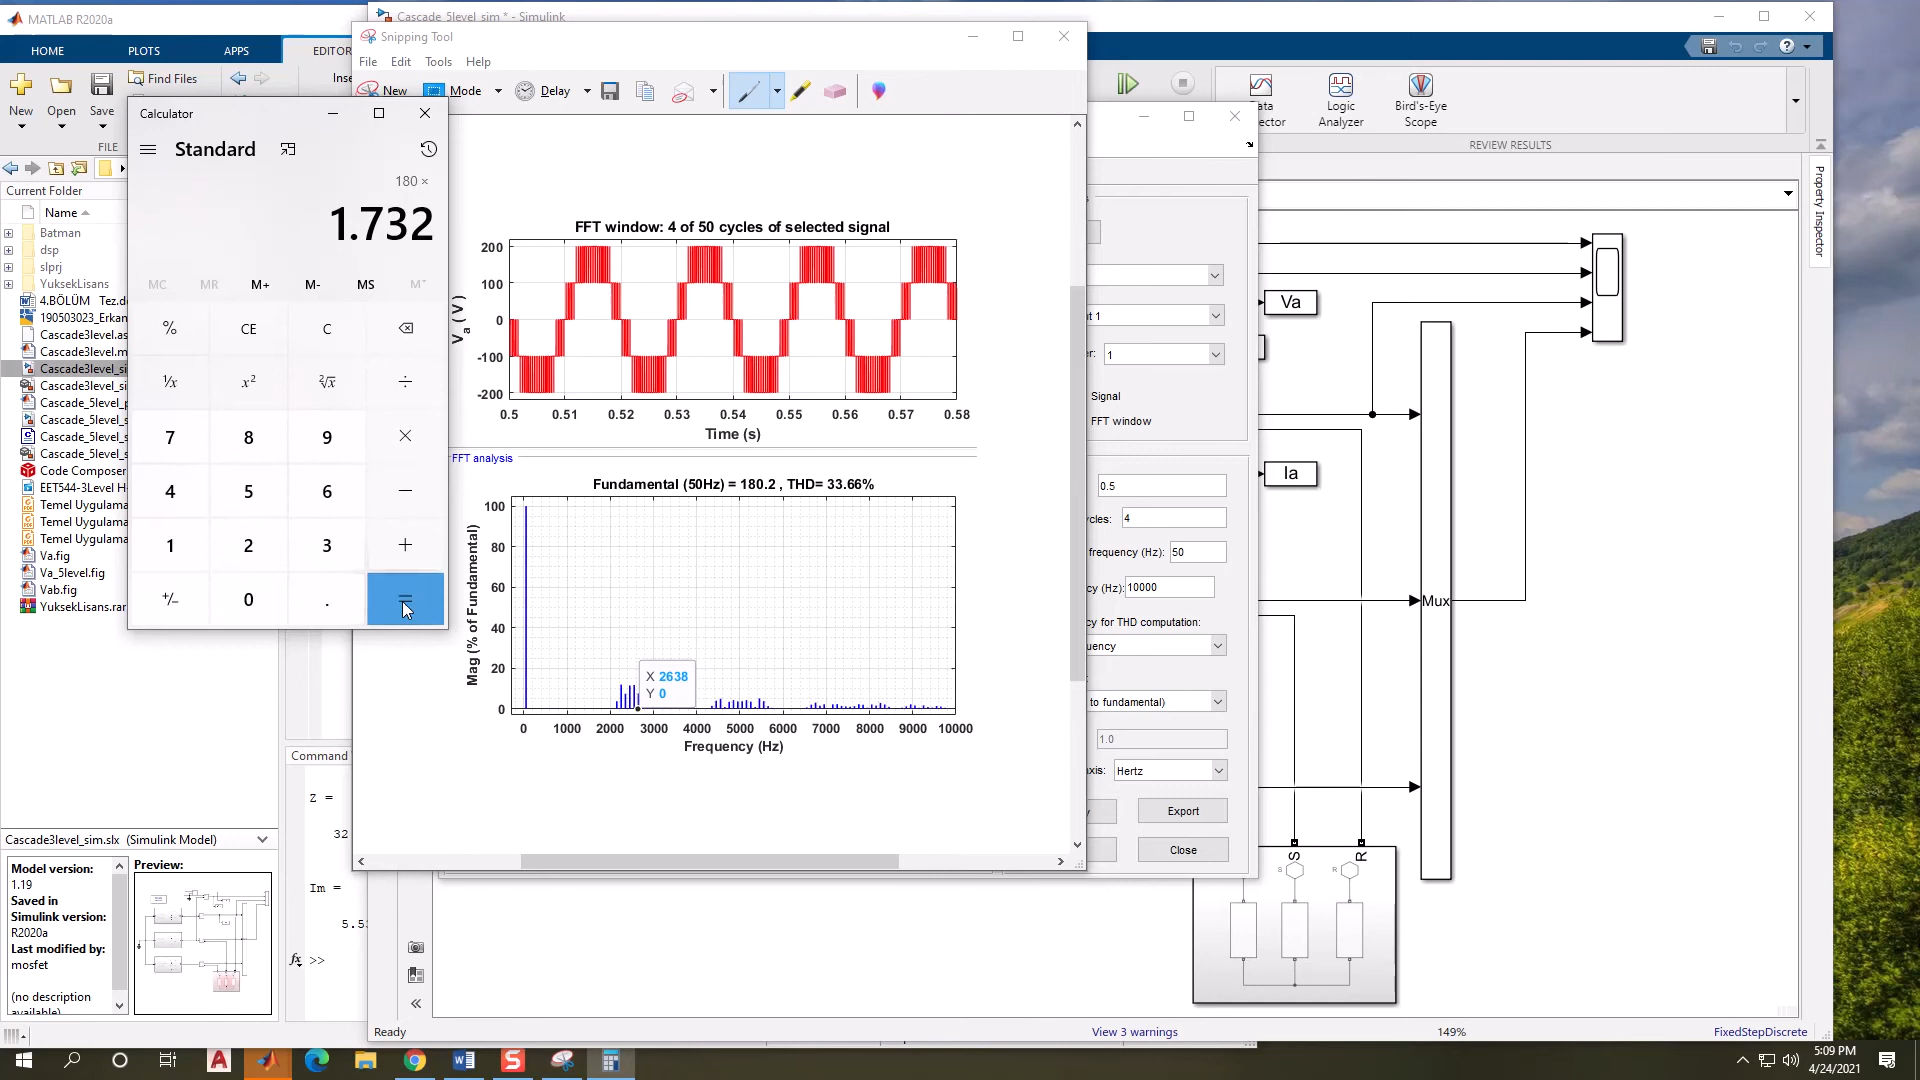 MATLAB R2020a
Cascade_5level_sim * - Simulink
Snipping Tool
HOME PLOTS APPS EDITOR
File Edit Tools Help
New Open Save
Find Files
New Mode Delay
Logic Analyzer
Bird's-Eye Scope
FILE
REVIEW RESULTS
Current Folder
Name
Batman
dsp
slprj
YuksekLisans
4.BÖLÜM
190503023_Erkan
Cascade3level.as
Cascade3level.m
Cascade3level_si
Cascade3level_si
Cascade_5level_p
Cascade_5level_s
Cascade_5level_s
Cascade_5level_s
Code Composer
EET544-3Level H
Temel Uygulama
Temel Uygulama
Temel Uygulama
Va.fig
Va_5level.fig
Vab.fig
YuksekLisans.rar
Calculator
Standard
180 ×
1.732
MC MR M+ M- MS
% CE C
¹/x x² ²√x ÷
7 8 9 ×
4 5 6 −
1 2 3 +
+/− 0 . =
FFT window: 4 of 50 cycles of selected signal
200
100
0
-100
-200
Va (V)
0.5 0.51 0.52 0.53 0.54 0.55 0.56 0.57 0.58
Time (s)
FFT analysis
Fundamental (50Hz) = 180.2 , THD= 33.66%
100
80
60
40
20
0
Mag (% of Fundamental)
X 2638
Y 0
0 1000 2000 3000 4000 5000 6000 7000 8000 9000 10000
Frequency (Hz)
1
Signal
FFT window
0.5
4
frequency (Hz): 50
10000
for THD computation:
to fundamental)
1.0
Hertz
Export
Close
Va
Ia
Mux
S
R
S
R
Property Inspector
Command
Z =
32
Im =
5.53
fx >>
Cascade3level_sim.slx (Simulink Model)
Model version:
1.19
Saved in
Simulink version:
R2020a
Last modified by:
mosfet
(no description
available)
Preview:
Ready
View 3 warnings
149%
FixedStepDiscrete
5:09 PM
4/24/2021